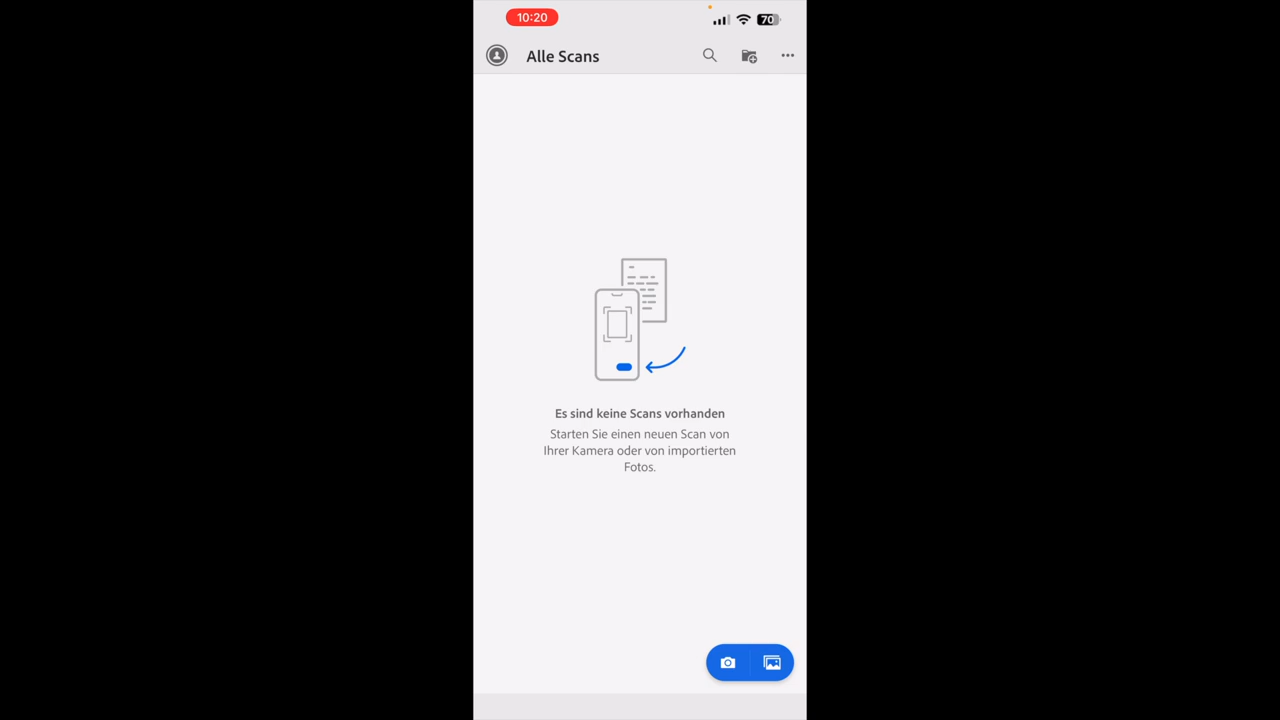 10:20
70
Alle Scans
Es sind keine Scans vorhanden
Starten Sie einen neuen Scan von
Ihrer Kamera oder von importierten
Fotos.